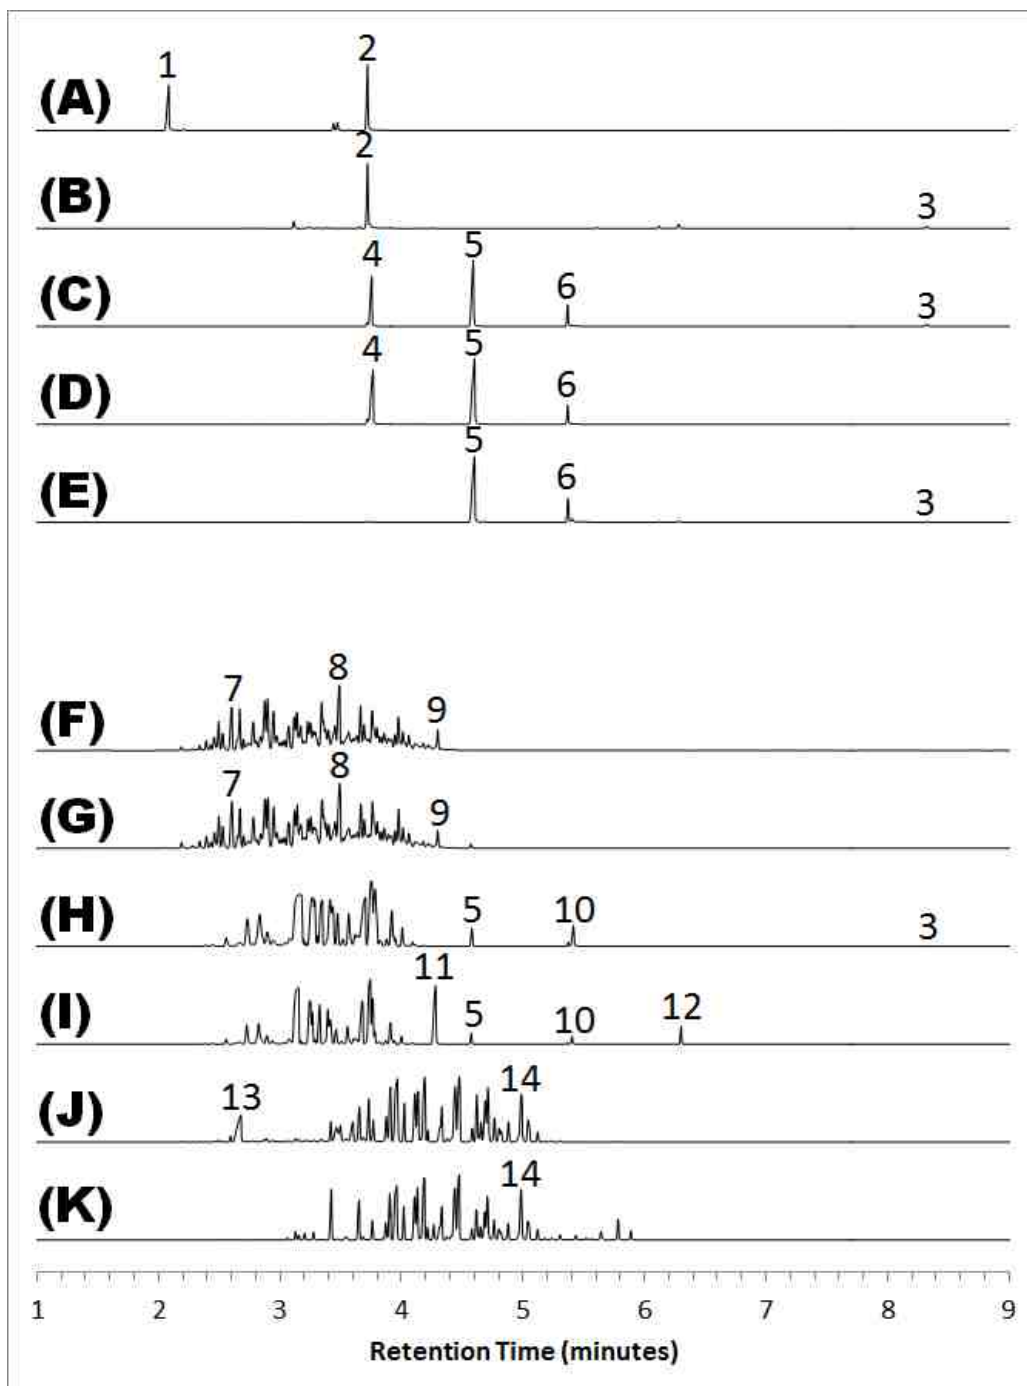 1 2
(A)
2
(B) 3
4 5 6
(C) 3
4 5 6
(D)
5 6
(E) 3
7 8 9
(F)
7 8 9
(G)
5 10
(H) 3
11 5 10 12
(I)
13 14
(J)
14
(K)
1 2 3 4 5 6 7 8 9
Retention Time (minutes)